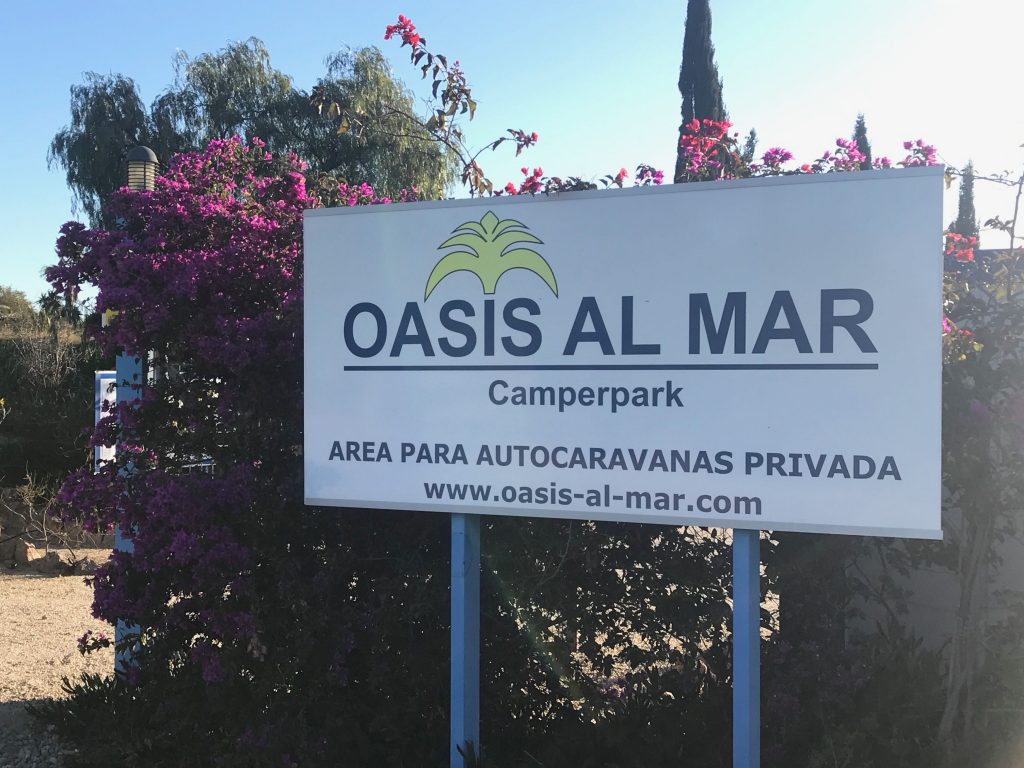 OASIS AL MAR
Camperpark
AREA PARA AUTOCARAVANAS PRIVADA
www.oasis-al-mar.com